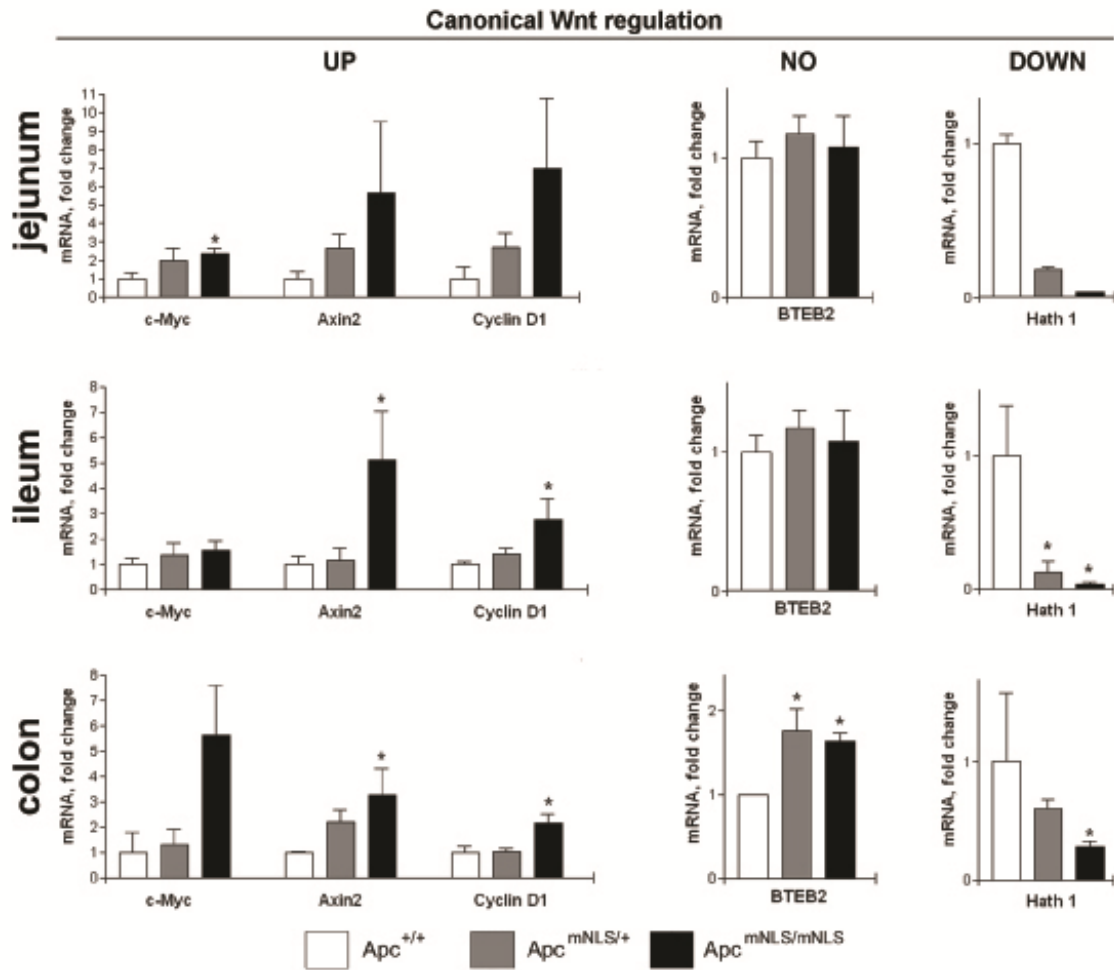 Canonical Wnt regulation
UP NO DOWN
jejunum
mRNA, fold change
11
10
9
8
7
6
5
4
3
2
1
0
*
c-Myc Axin2 Cyclin D1
mRNA, fold change
1
0
BTEB2
mRNA, fold change
1
0
Hath 1
ileum
mRNA, fold change
8
7
6
5
4
3
2
1
0
* *
c-Myc Axin2 Cyclin D1
mRNA, fold change
1
0
BTEB2
mRNA, fold change
1
0
* *
Hath 1
colon
mRNA, fold change
8
7
6
5
4
3
2
1
0
* *
c-Myc Axin2 Cyclin D1
mRNA, fold change
2
1
0
* *
BTEB2
mRNA, fold change
1
0
*
Hath 1
Apc+/+ ApcmNLS/+ ApcmNLS/mNLS